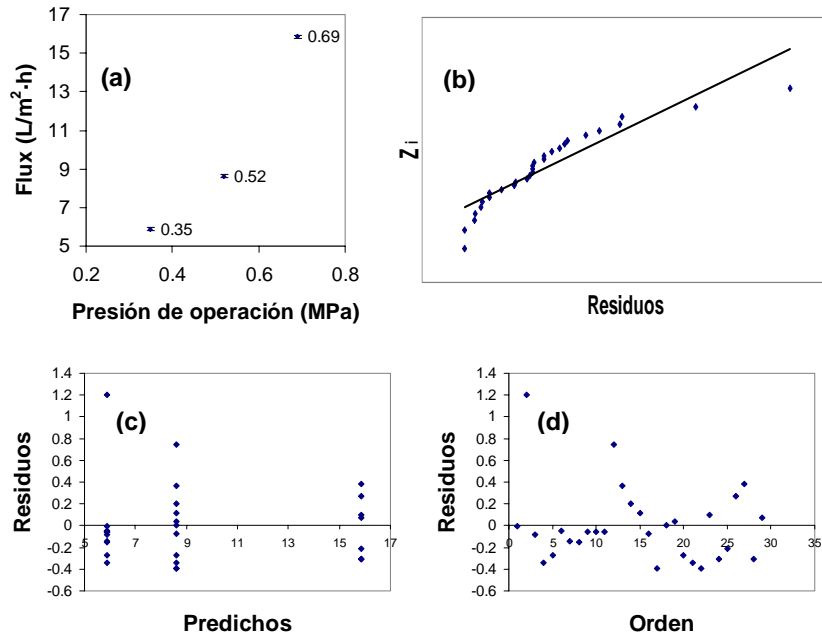 17
15
13
11
9
7
5
0.2 0.4 0.6 0.8
Flux (L/m²·h)
Presión de operación (MPa)
(a)
0.69
0.52
0.35
(b)
Z i
Residuos
1.4
1.2
1
0.8
0.6
0.4
0.2
0
-0.2
-0.4
-0.6
5 7 9 11 13 15 17
(c)
Residuos
Predichos
1.4
1.2
1
0.8
0.6
0.4
0.2
0
-0.2
-0.4
-0.6
0 5 10 15 20 25 30 35
(d)
Residuos
Orden